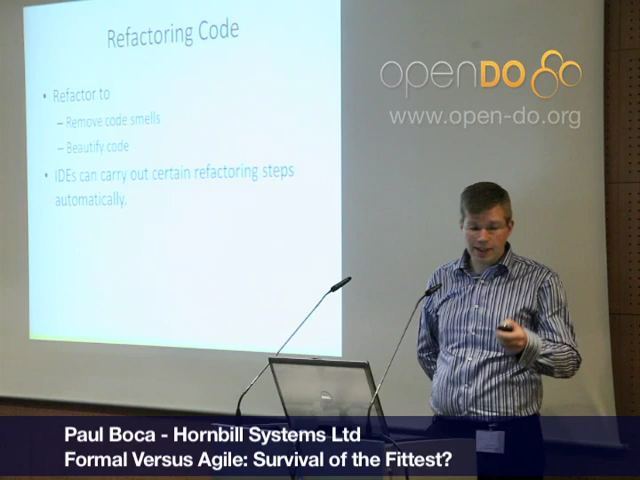 Refactoring Code
• Refactor to
– Remove code smells
– Beautify code
• IDEs can carry out certain refactoring steps
automatically.
openDO
www.open-do.org
Paul Boca - Hornbill Systems Ltd
Formal Versus Agile: Survival of the Fittest?